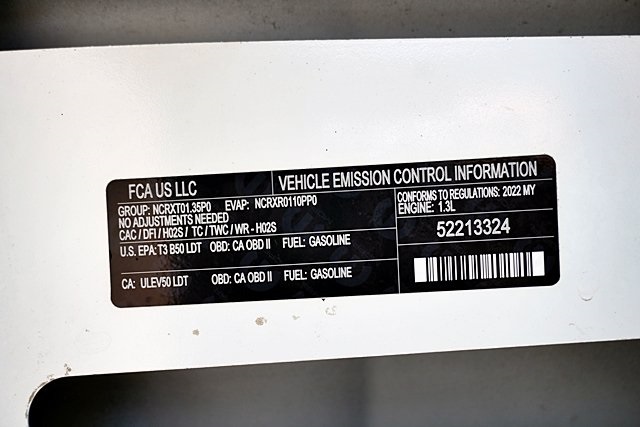 FCA US LLC
VEHICLE EMISSION CONTROL INFORMATION
GROUP: NCRXT01.35P0 EVAP: NCRXR0110PP0
NO ADJUSTMENTS NEEDED
CAC / DFI / H02S / TC / TWC / WR - H02S
U.S. EPA: T3 B50 LDT OBD: CA OBD II FUEL: GASOLINE
CA: ULEV50 LDT OBD: CA OBD II FUEL: GASOLINE
CONFORMS TO REGULATIONS: 2022 MY
ENGINE: 1.3L
52213324